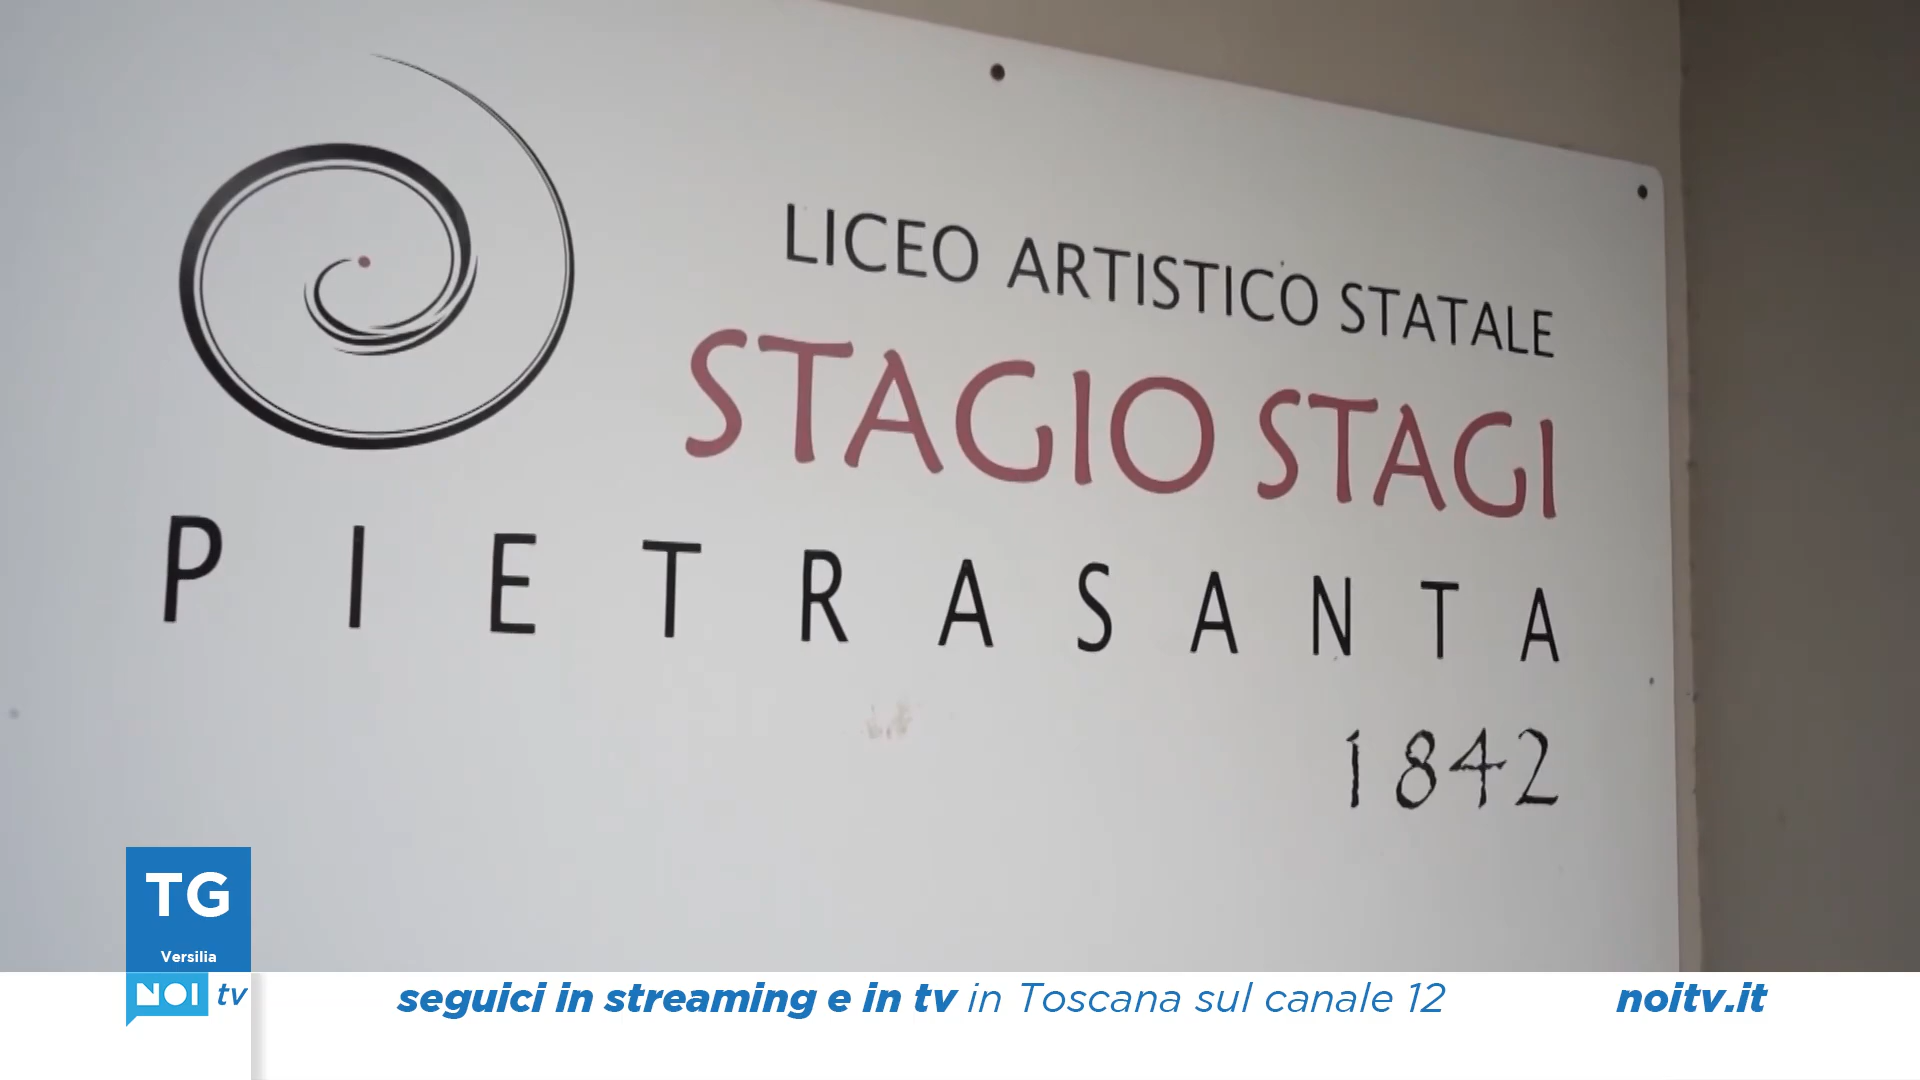 LICEO ARTISTICO STATALE
STAGIO STAGI
PIETRASANTA
1842
TG
Versilia
NOI tv
seguici in streaming e in tv in Toscana sul canale 12
noitv.it